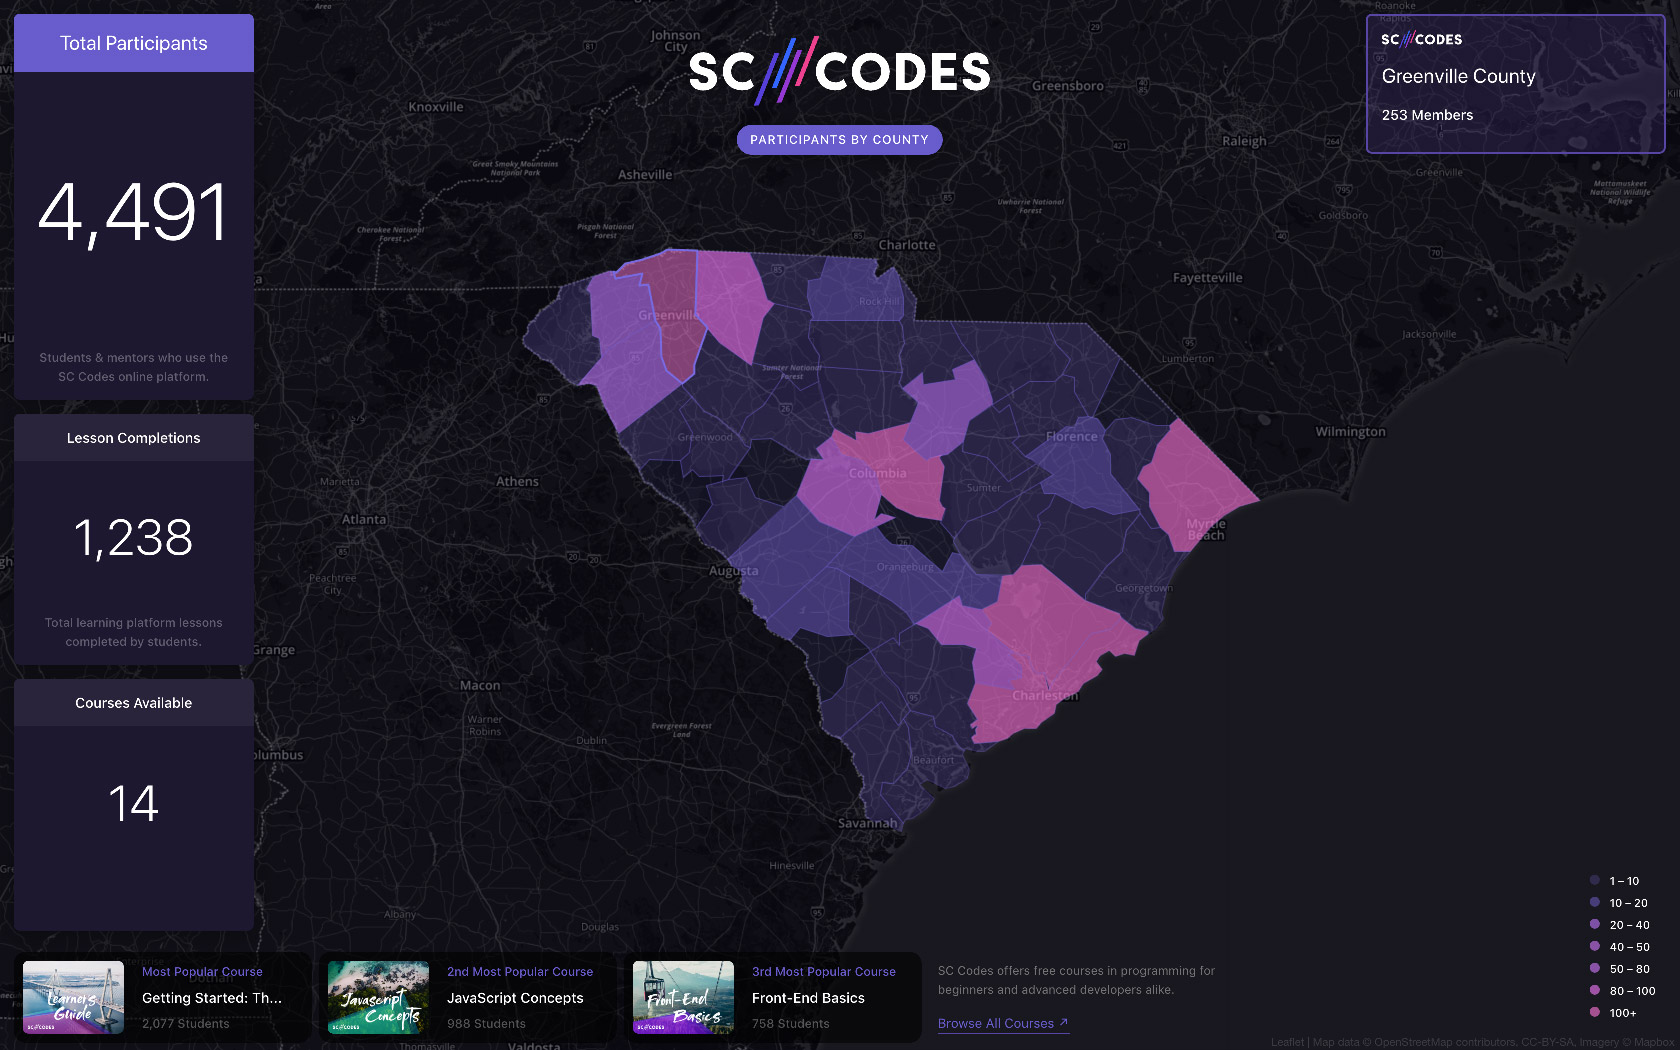 Total Participants
4,491
Students & mentors who use the
SC Codes online platform.
Lesson Completions
1,238
Total learning platform lessons
completed by students.
Courses Available
14
SC///CODES
PARTICIPANTS BY COUNTY
SC///CODES
Greenville County
253 Members
Area
Johnson
City
Roanoke
Rapids
Knoxville
Greensboro
Raleigh
Great Smoky Mountains
National Park
Asheville
Greenville
Mattamuskeet
National Wildlife
Refuge
Uwharrie National
Forest
Goldsboro
Cherokee National
Forest
Pisgah National
Forest
Charlotte
Fayetteville
Rock Hill
Greenville
Jacksonville
Lumberton
Sumter National
Forest
Wilmington
Greenwood
Florence
Columbia
Athens
Marietta
Sumter
Atlanta
Myrtle
Beach
Augusta
Orangeburg
Peachtree
City
Georgetown
Grange
Macon
Charleston
Warner
Robins
Evergreen Forest
Land
Dublin
olumbus
Beaufort
Savannah
Hinesville
Albany
Douglas
Dothan
Thomasville
Valdosta
Learners
Guide
SC///CODES
Most Popular Course
Getting Started: Th...
2,077 Students
Javascript
Concepts
SC///CODES
2nd Most Popular Course
JavaScript Concepts
988 Students
Front-End
Basics
SC///CODES
3rd Most Popular Course
Front-End Basics
758 Students
SC Codes offers free courses in programming for
beginners and advanced developers alike.
Browse All Courses ↗
1 – 10
10 – 20
20 – 40
40 – 50
50 – 80
80 – 100
100+
Leaflet | Map data © OpenStreetMap contributors, CC-BY-SA, Imagery © Mapbox